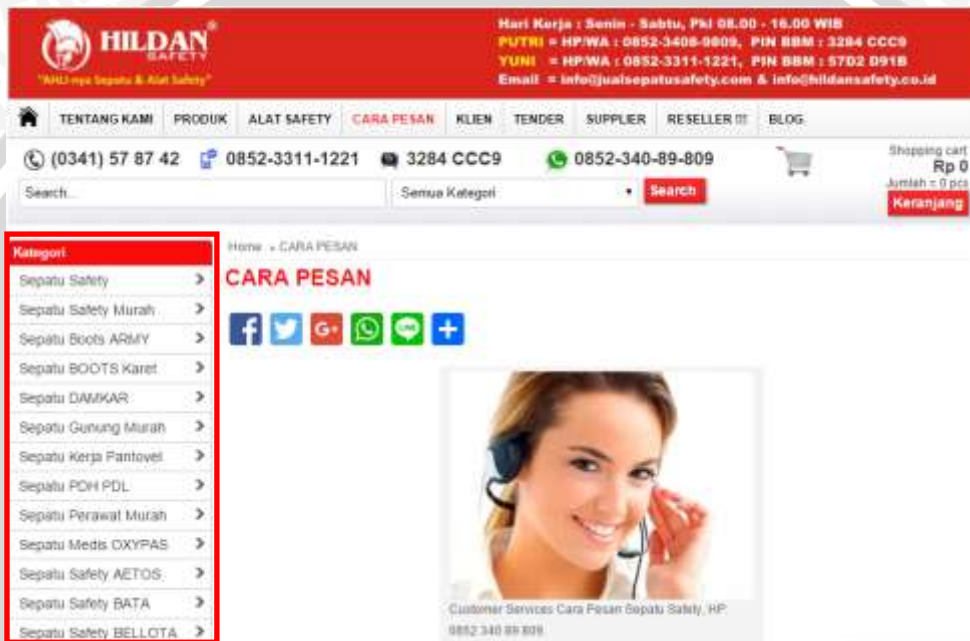 HILDAN
SAFETY
"AHLI-nya Sepatu & Alat Safety"
Hari Kerja : Senin - Sabtu, Pkl 08.00 - 16.00 WIB
PUTRI = HP/WA : 0852-3408-9809, PIN BBM : 3284 CCC9
YUNI = HP/WA : 0852-3311-1221, PIN BBM : 5702 D91B
Email = info@jualsepatusafety.com & info@hildansafety.co.id
TENTANG KAMI PRODUK ALAT SAFETY CARA PESAN KLIEN TENDER SUPPLIER RESELLER !!! BLOG
(0341) 57 87 42 0852-3311-1221 3284 CCC9 0852-340-89-809
Shopping cart
Rp 0
Jumlah = 0 pcs
Keranjang
Search... Semua Kategori Search
Kategori
Sepatu Safety
Sepatu Safety Murah
Sepatu Boots ARMY
Sepatu BOOTS Karet
Sepatu DAMKAR
Sepatu Gunung Murah
Sepatu Kerja Pantovel
Sepatu PDH PDL
Sepatu Perawat Murah
Sepatu Medis OXYPAS
Sepatu Safety AETOS
Sepatu Safety BATA
Sepatu Safety BELLOTA
Home » CARA PESAN
CARA PESAN
Customer Services Cara Pesan Sepatu Safety, HP
0852 340 89 809